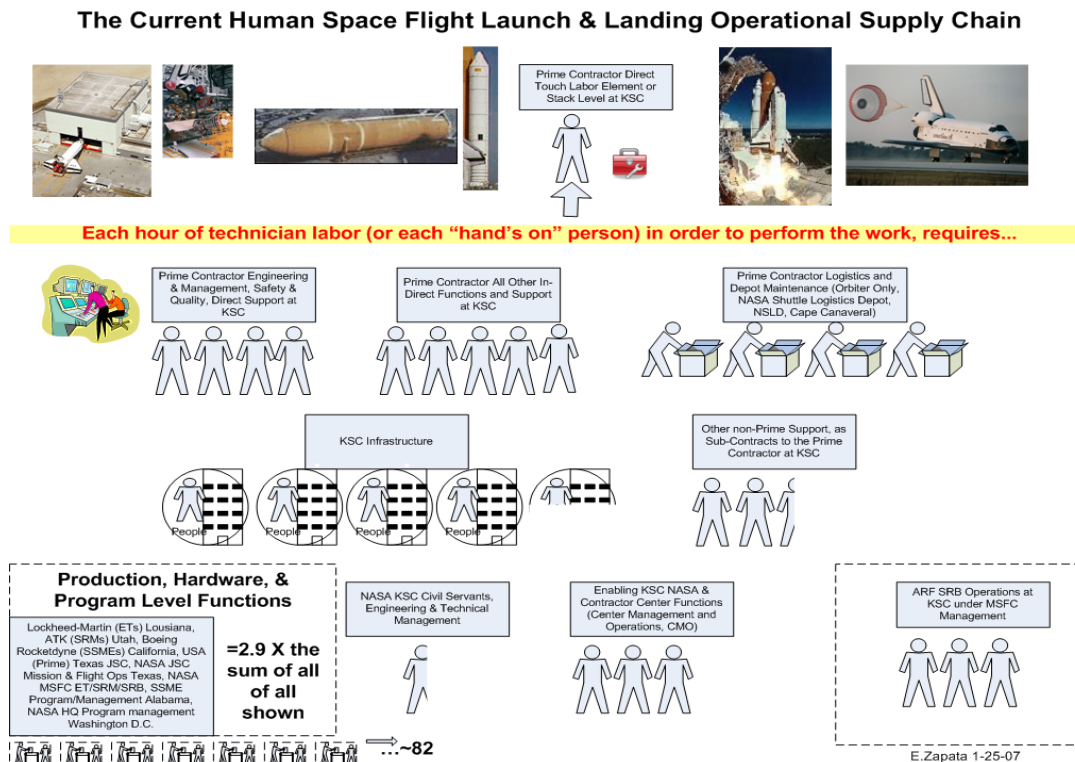 The Current Human Space Flight Launch & Landing Operational Supply Chain
Prime Contractor Direct
Touch Labor Element or
Stack Level at KSC
Each hour of technician labor (or each “hand’s on” person) in order to perform the work, requires...
Prime Contractor Engineering
& Management, Safety &
Quality, Direct Support at
KSC
Prime Contractor All Other In-
Direct Functions and Support
at KSC
Prime Contractor Logistics and
Depot Maintenance (Orbiter Only,
NASA Shuttle Logistics Depot,
NSLD, Cape Canaveral)
KSC Infrastructure
Other non-Prime Support, as
Sub-Contracts to the Prime
Contractor at KSC
People
People
People
People
Production, Hardware, &
Program Level Functions
Lockheed-Martin (ETs) Lousiana,
ATK (SRMs) Utah, Boeing
Rocketdyne (SSMEs) California, USA
(Prime) Texas JSC, NASA JSC
Mission & Flight Ops Texas, NASA
MSFC ET/SRM/SRB, SSME
Program/Management Alabama,
NASA HQ Program management
Washington D.C.
=2.9 X the
sum of all
of all
shown
...~82
NASA KSC Civil Servants,
Engineering & Technical
Management
Enabling KSC NASA &
Contractor Center Functions
(Center Management and
Operations, CMO)
ARF SRB Operations at
KSC under MSFC
Management
E.Zapata 1-25-07